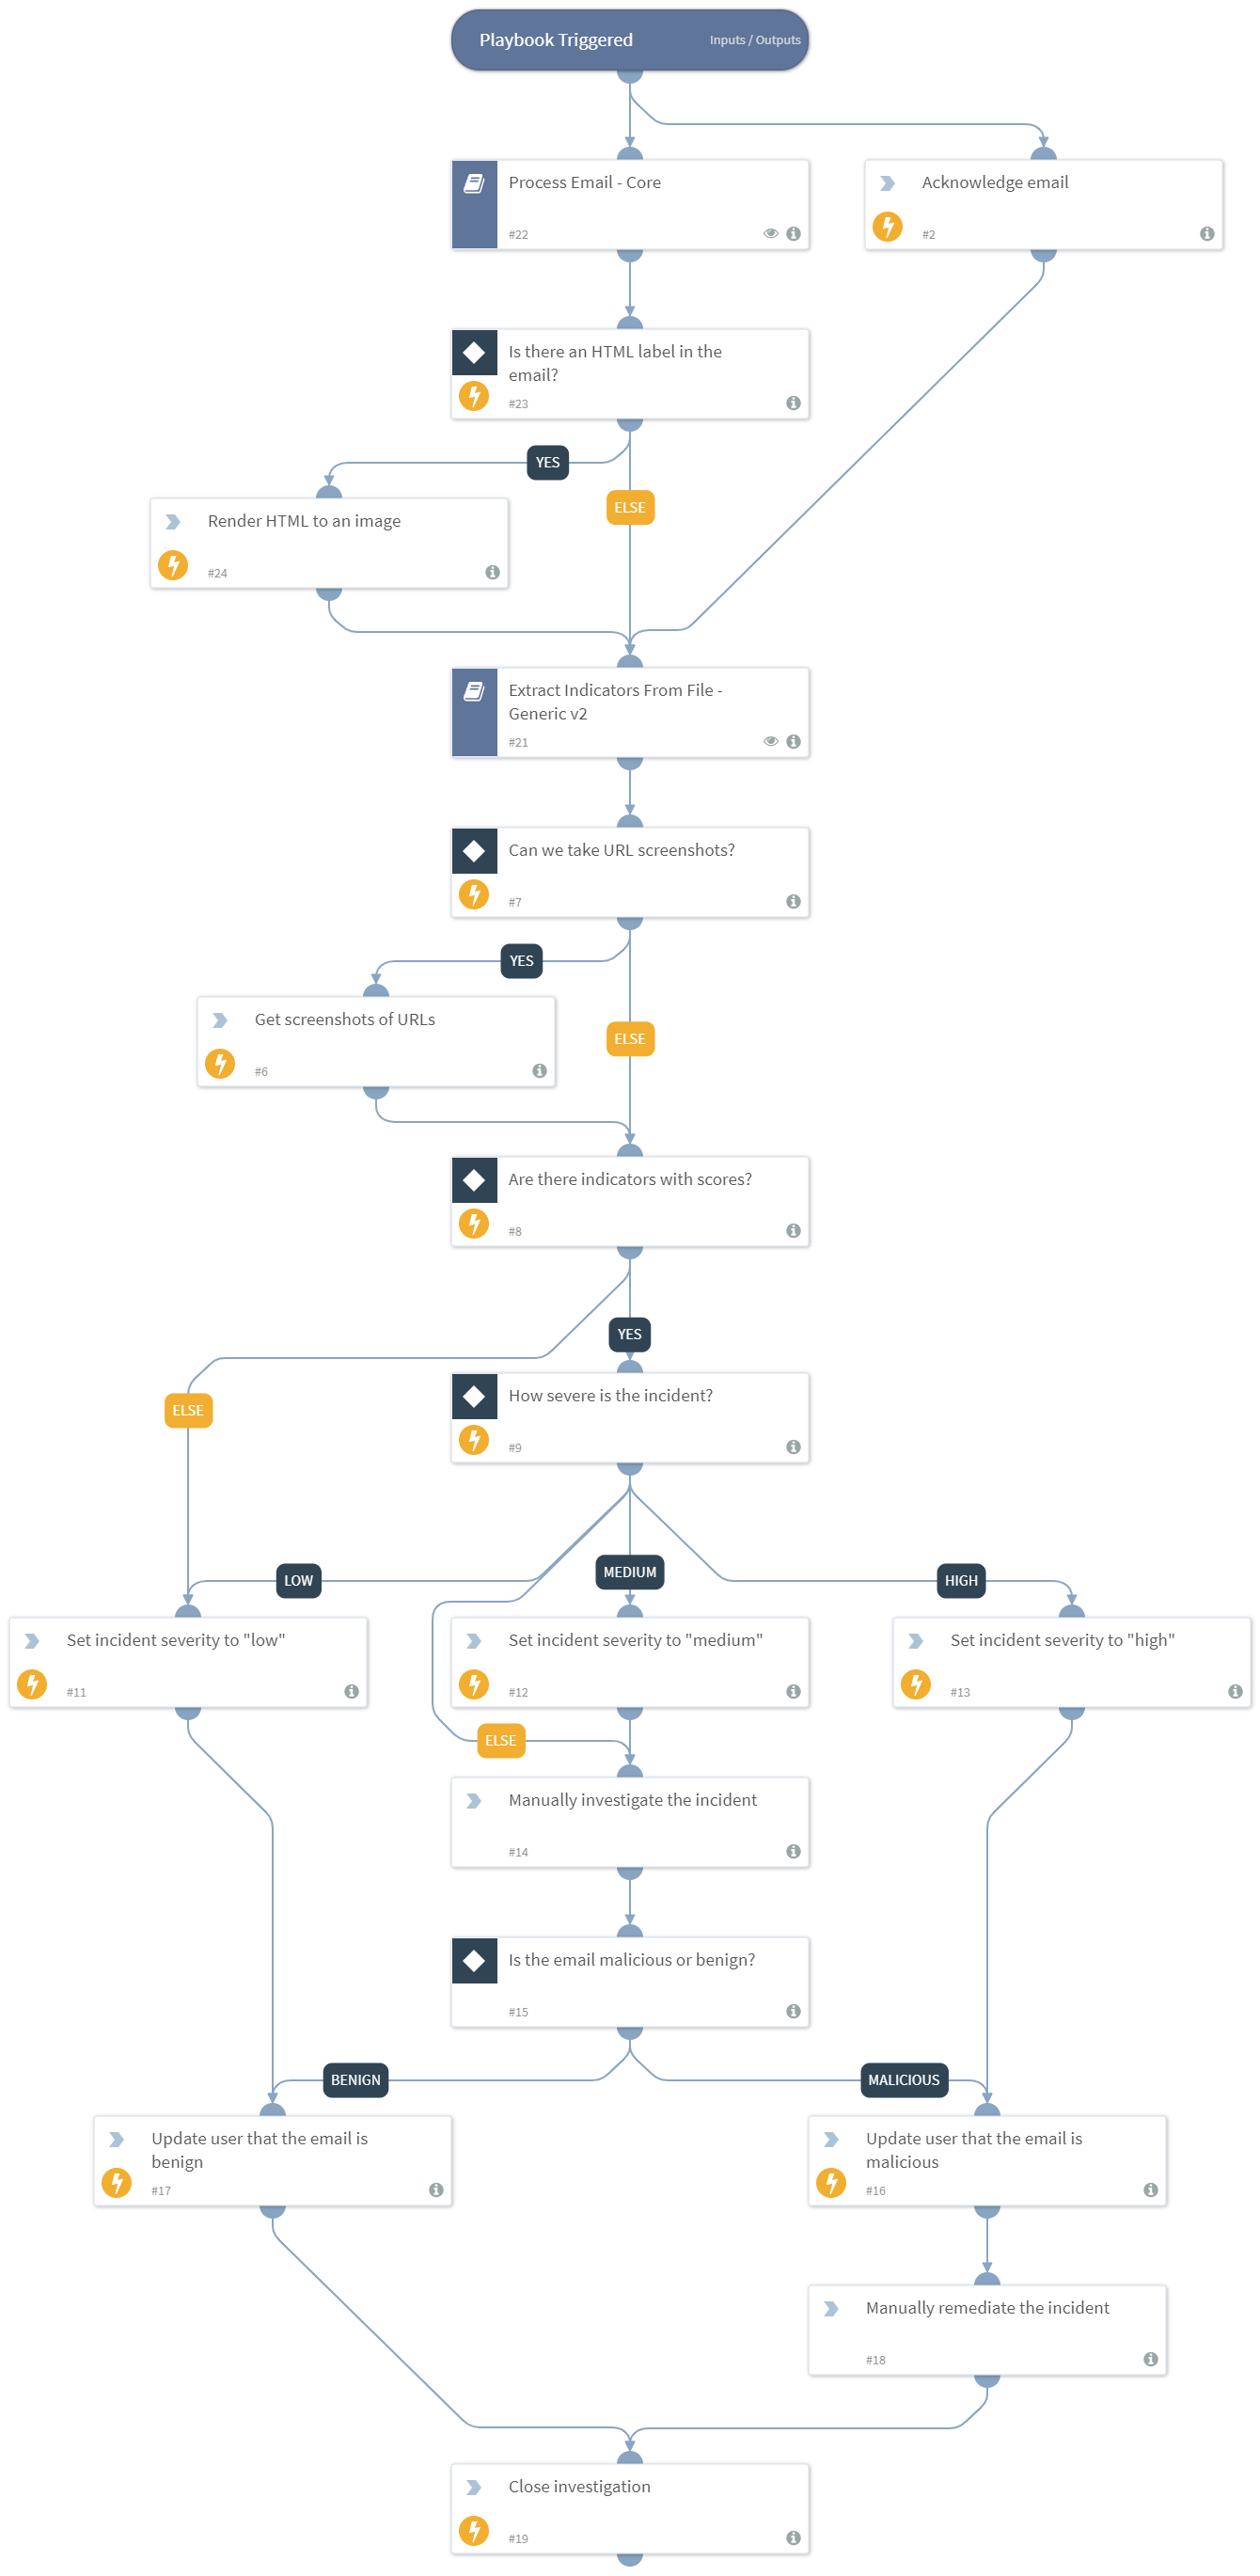 Playbook Triggered
Inputs / Outputs
Process Email - Core
#22
Acknowledge email
#2
Is there an HTML label in the
email?
#23
YES
ELSE
Render HTML to an image
#24
Extract Indicators From File -
Generic v2
#21
Can we take URL screenshots?
#7
YES
Get screenshots of URLs
#6
ELSE
Are there indicators with scores?
#8
YES
How severe is the incident?
#9
ELSE
LOW
MEDIUM
HIGH
Set incident severity to "low"
#11
Set incident severity to "medium"
#12
Set incident severity to "high"
#13
ELSE
Manually investigate the incident
#14
Is the email malicious or benign?
#15
BENIGN
MALICIOUS
Update user that the email is
benign
#17
Update user that the email is
malicious
#16
Manually remediate the incident
#18
Close investigation
#19